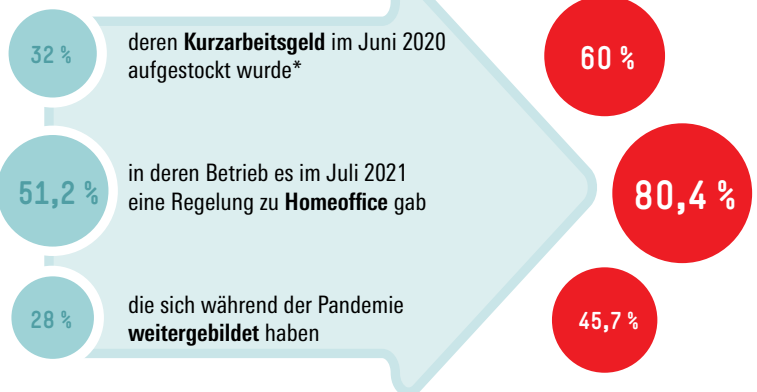 32 %
deren Kurzarbeitsgeld im Juni 2020
aufgestockt wurde*
60 %
51,2 %
in deren Betrieb es im Juli 2021
eine Regelung zu Homeoffice gab
80,4 %
28 %
die sich während der Pandemie
weitergebildet haben
45,7 %